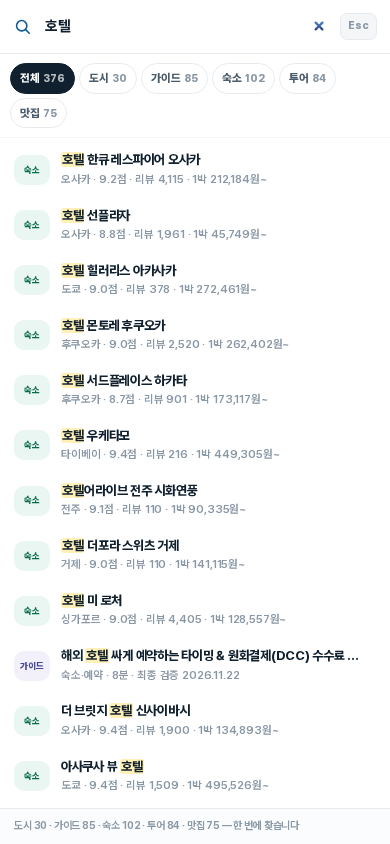 호텔
Esc
전체 376
도시 30
가이드 85
숙소 102
투어 84
맛집 75
숙소
호텔 한큐 레스파이어 오사카
오사카 · 9.2점 · 리뷰 4,115 · 1박 212,184원~
숙소
호텔 선플라자
오사카 · 8.8점 · 리뷰 1,961 · 1박 45,749원~
숙소
호텔 힐러리스 아카사카
도쿄 · 9.0점 · 리뷰 378 · 1박 272,461원~
숙소
호텔 몬토레 후쿠오카
후쿠오카 · 9.0점 · 리뷰 2,520 · 1박 262,402원~
숙소
호텔 서드플레이스 하카타
후쿠오카 · 8.7점 · 리뷰 901 · 1박 173,117원~
숙소
호텔 우케타모
타이베이 · 9.4점 · 리뷰 216 · 1박 449,305원~
숙소
호텔어라이브 전주 시화연풍
전주 · 9.1점 · 리뷰 110 · 1박 90,335원~
숙소
호텔 더포라 스위츠 거제
거제 · 9.0점 · 리뷰 110 · 1박 141,115원~
숙소
호텔 미 로처
싱가포르 · 9.0점 · 리뷰 4,405 · 1박 128,557원~
가이드
해외 호텔 싸게 예약하는 타이밍 & 원화결제(DCC) 수수료 ...
숙소·예약 · 8분 · 최종 검증 2026.11.22
숙소
더 브릿지 호텔 신사이바시
오사카 · 9.4점 · 리뷰 1,900 · 1박 134,893원~
숙소
아사쿠사 뷰 호텔
도쿄 · 9.4점 · 리뷰 1,509 · 1박 495,526원~
도시 30 · 가이드 85 · 숙소 102 · 투어 84 · 맛집 75 — 한 번에 찾습니다